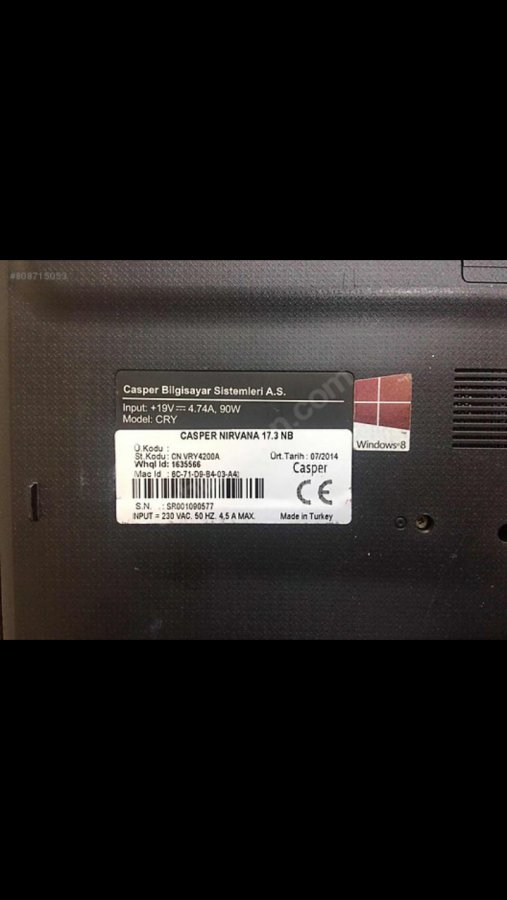 #808715059
Casper Bilgisayar Sistemleri A.S.
Input: +19V⎓4.74A, 90W
Model: CRY
Windows 8
CASPER NIRVANA 17.3 NB
Ü.Kodu :
St.Kodu : CN VRY4200A Ürt.Tarih : 07/2014
Whql Id: 1635566 Casper
Mac Id : 6C-71-D9-B4-03-A4
CE
S.N. : SR001090577
INPUT = 230 VAC. 50 HZ. 4,5 A MAX. Made in Turkey